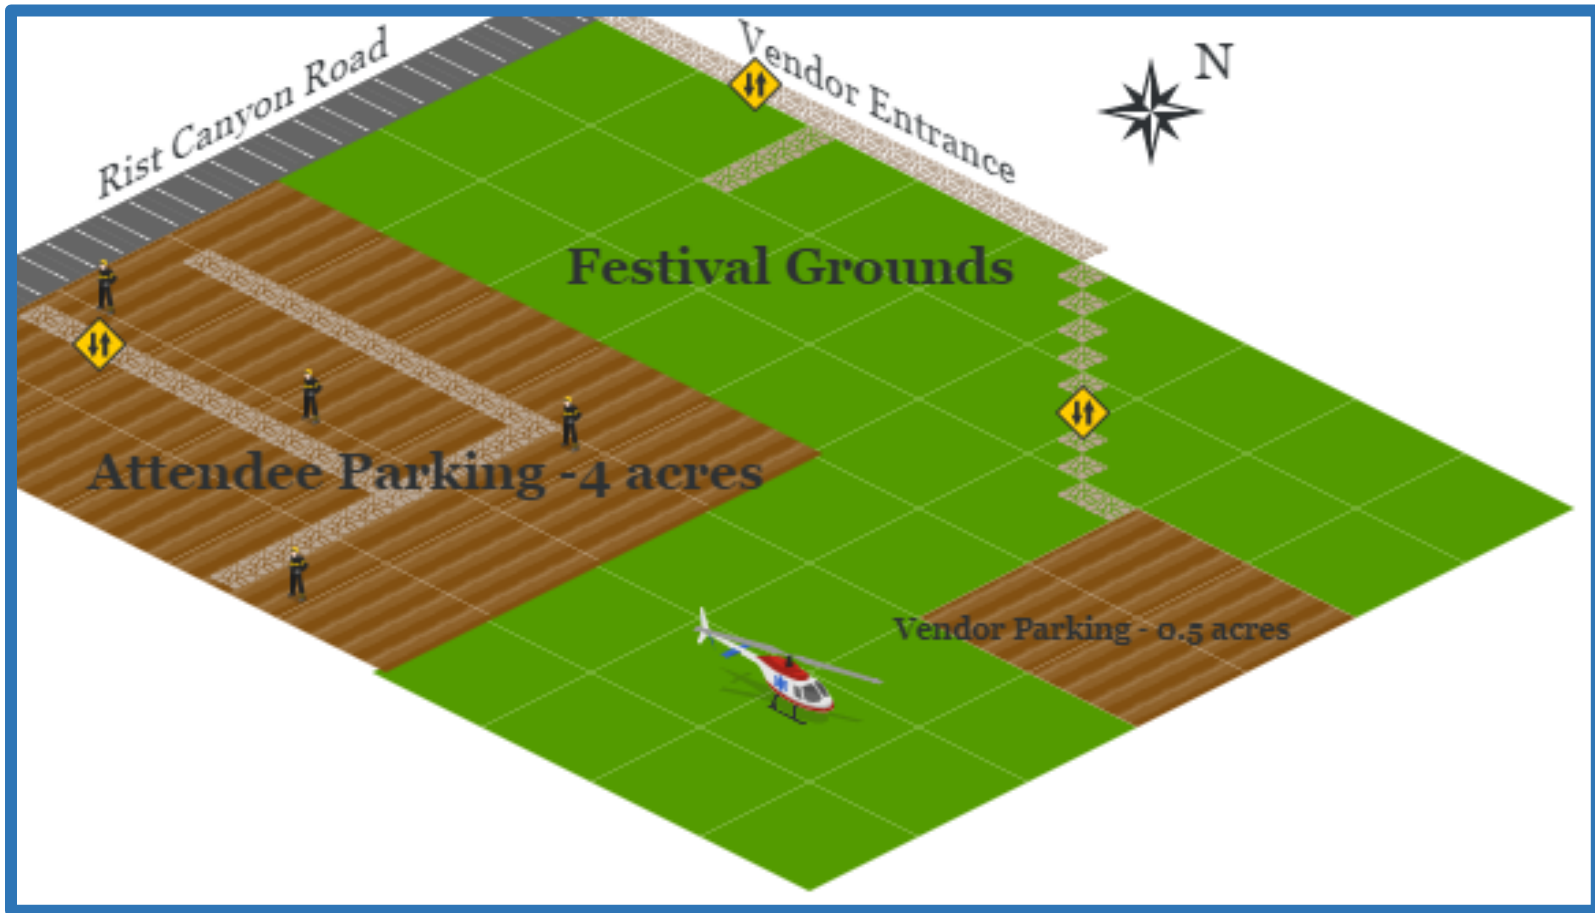 Rist Canyon Road
Vendor Entrance
N
Festival Grounds
Attendee Parking -4 acres
Vendor Parking - 0.5 acres